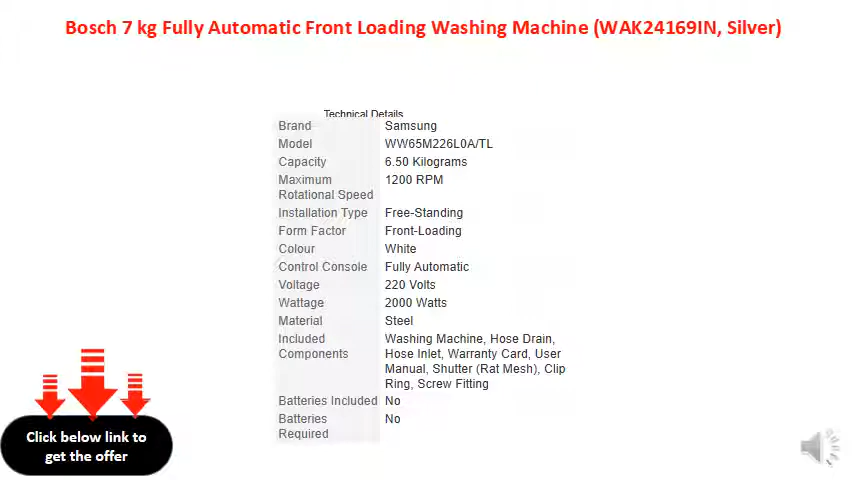 Bosch 7 kg Fully Automatic Front Loading Washing Machine (WAK24169IN, Silver)
Technical Details
Brand Samsung
Model WW65M226L0A/TL
Capacity 6.50 Kilograms
Maximum 1200 RPM
Rotational Speed
Installation Type Free-Standing
Form Factor Front-Loading
Colour White
Control Console Fully Automatic
Voltage 220 Volts
Wattage 2000 Watts
Material Steel
Included Washing Machine, Hose Drain,
Components Hose Inlet, Warranty Card, User
Manual, Shutter (Rat Mesh), Clip
Ring, Screw Fitting
Batteries Included No
Batteries No
Required
Click below link to
get the offer